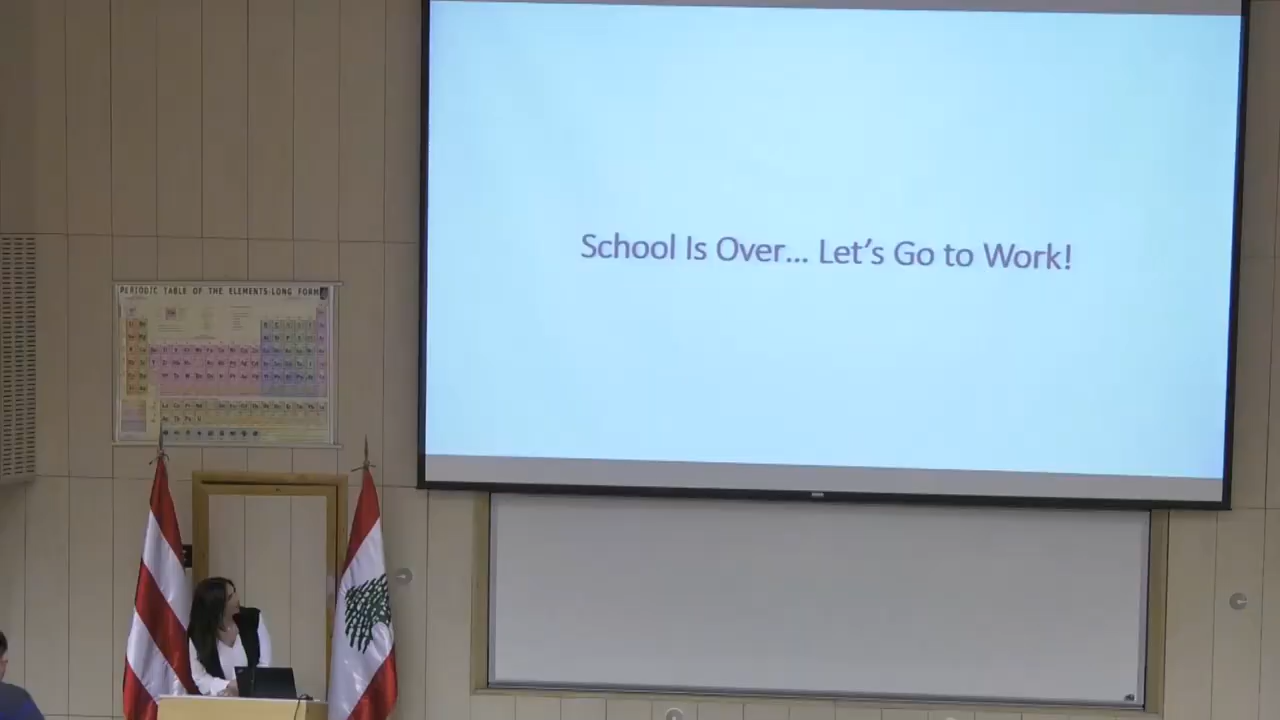 School Is Over... Let's Go to Work!
PERIODIC TABLE OF THE ELEMENTS-LONG FORM